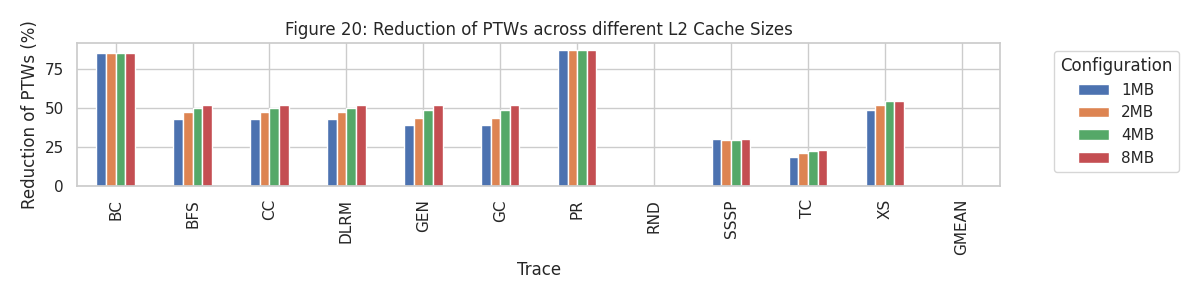 Figure 20: Reduction of PTWs across different L2 Cache Sizes
Reduction of PTWs (%)
75
50
25
0
BC
BFS
CC
DLRM
GEN
GC
PR
RND
SSSP
TC
XS
GMEAN
Trace
Configuration
1MB
2MB
4MB
8MB